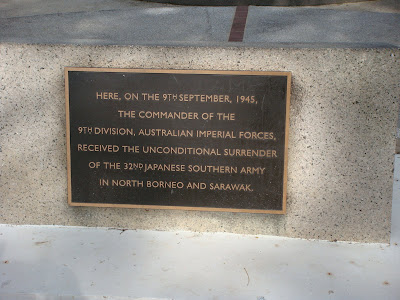 HERE, ON THE 9TH SEPTEMBER, 1945,
THE COMMANDER OF THE
9TH DIVISION, AUSTRALIAN IMPERIAL FORCES,
RECEIVED THE UNCONDITIONAL SURRENDER
OF THE 32ND JAPANESE SOUTHERN ARMY
IN NORTH BORNEO AND SARAWAK.